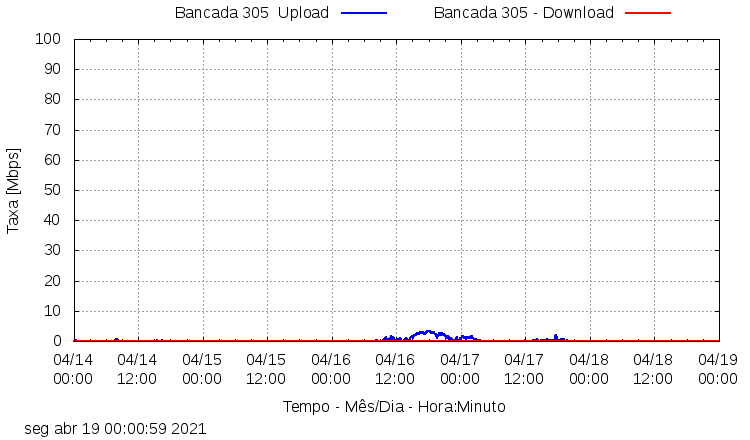 Bancada 305  Upload
Bancada 305 - Download
100
90
80
70
60
50
40
30
20
10
0
Taxa [Mbps]
04/14 04/14 04/15 04/15 04/16 04/16 04/17 04/17 04/18 04/18 04/19
00:00 12:00 00:00 12:00 00:00 12:00 00:00 12:00 00:00 12:00 00:00
Tempo - Mês/Dia - Hora:Minuto
seg abr 19 00:00:59 2021